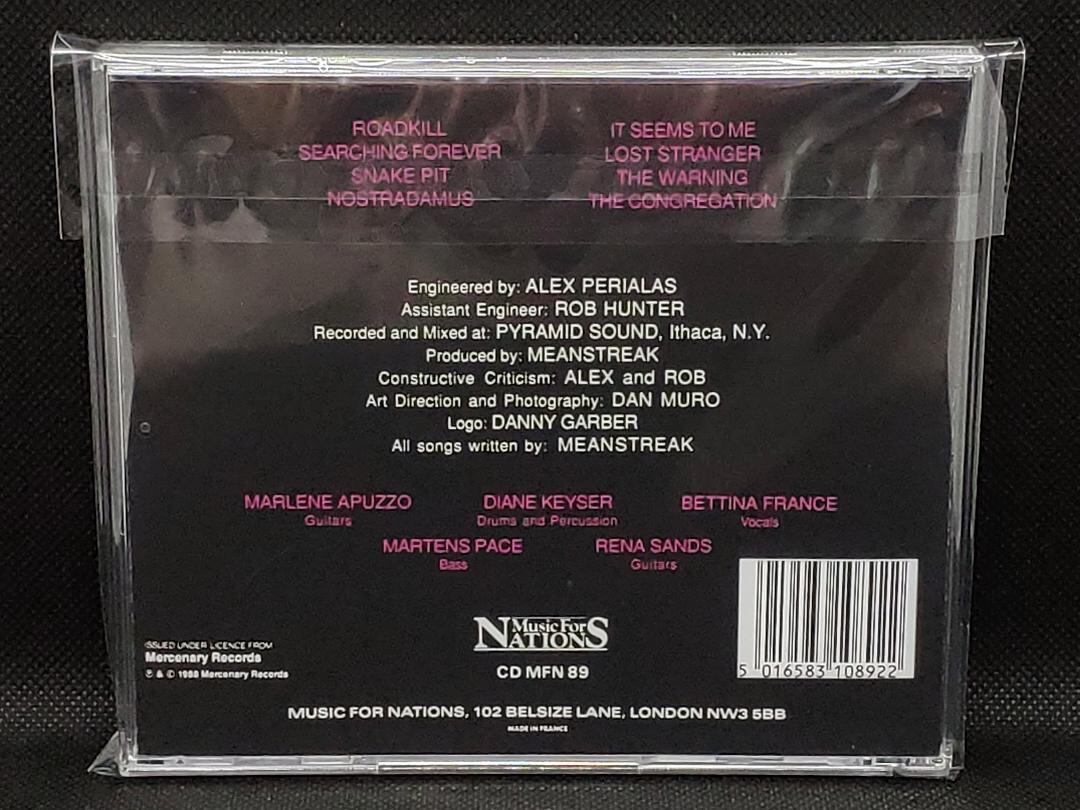 ROADKILL
SEARCHING FOREVER
SNAKE PIT
NOSTRADAMUS
IT SEEMS TO ME
LOST STRANGER
THE WARNING
THE CONGREGATION
Engineered by: ALEX PERIALAS
Assistant Engineer: ROB HUNTER
Recorded and Mixed at: PYRAMID SOUND, Ithaca, N.Y.
Produced by: MEANSTREAK
Constructive Criticism: ALEX and ROB
Art Direction and Photography: DAN MURO
Logo: DANNY GARBER
All songs written by: MEANSTREAK
MARLENE APUZZO
Guitars
DIANE KEYSER
Drums and Percussion
BETTINA FRANCE
Vocals
MARTENS PACE
Bass
RENA SANDS
Guitars
Music For NATIONS
CD MFN 89
ISSUED UNDER LICENCE FROM
Mercenary Records
℗ & © 1988 Mercenary Records
5 016583 108922
MUSIC FOR NATIONS, 102 BELSIZE LANE, LONDON NW3 5BB
MADE IN FRANCE